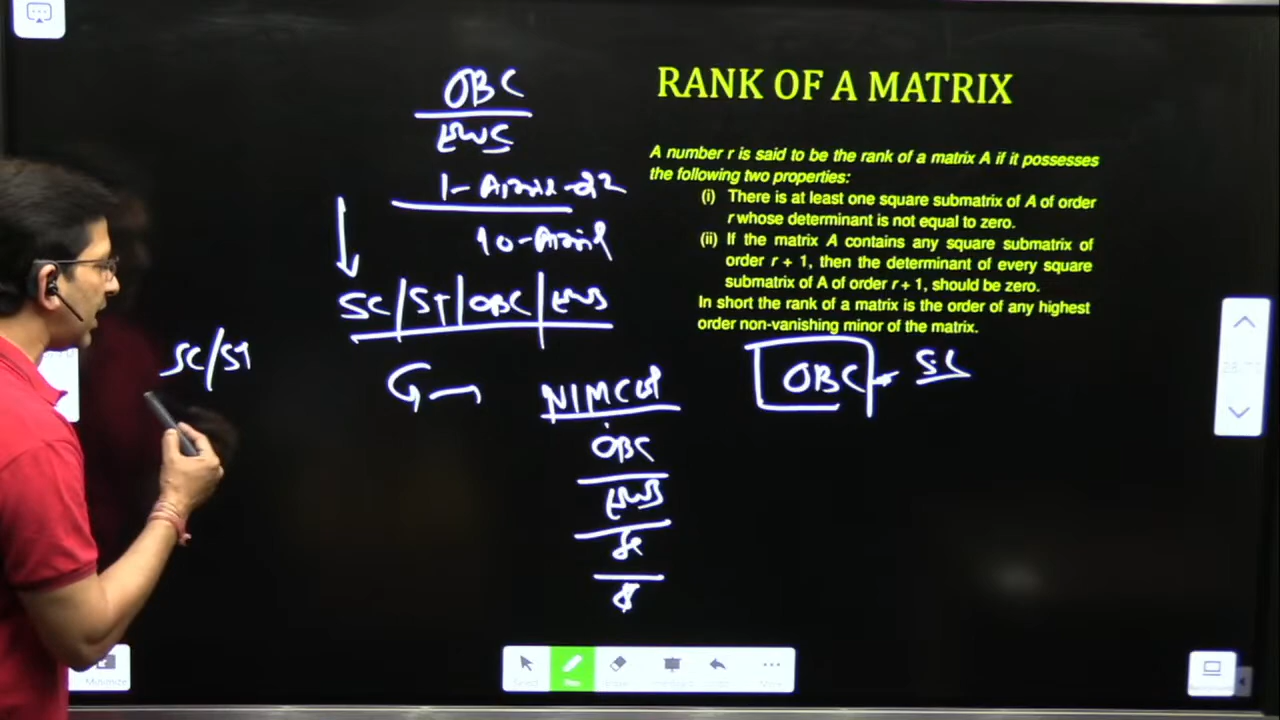 RANK OF A MATRIX
A number r is said to be the rank of a matrix A if it possesses
the following two properties:
(i) There is at least one square submatrix of A of order
r whose determinant is not equal to zero.
(ii) If the matrix A contains any square submatrix of
order r + 1, then the determinant of every square
submatrix of A of order r + 1, should be zero.
In short the rank of a matrix is the order of any highest
order non-vanishing minor of the matrix.
OBC
EWS
1-April-22
10-April
SC/ST|OBC|EWS
SC/ST
NIMCET
OBC
EWS
OBC
Minimize